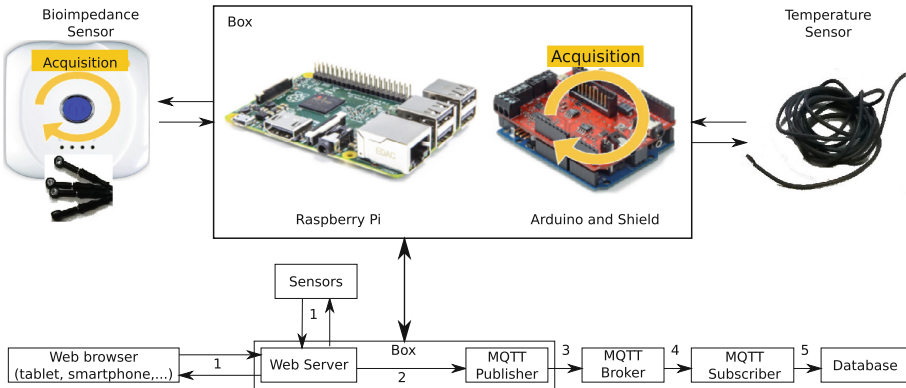 Bioimpedance
Sensor
Acquisition
Box
Acquisition
EDAC
Raspberry Pi
Arduino and Shield
Temperature
Sensor
Sensors
1
Web browser
(tablet, smartphone,...)
1
Web Server
Box
2
MQTT
Publisher
3
MQTT
Broker
4
MQTT
Subscriber
5
Database